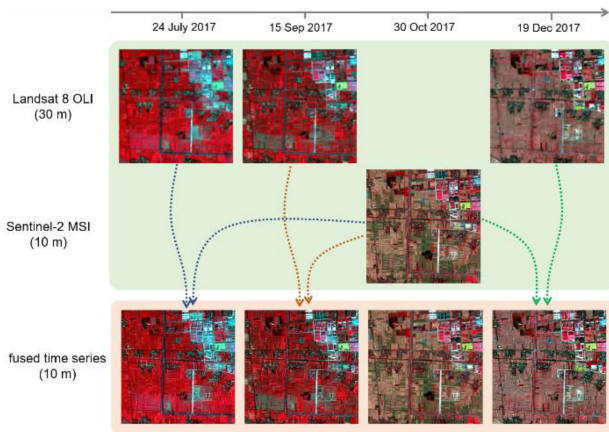 24 July 2017
15 Sep 2017
30 Oct 2017
19 Dec 2017
Landsat 8 OLI
(30 m)
Sentinel-2 MSI
(10 m)
fused time series
(10 m)